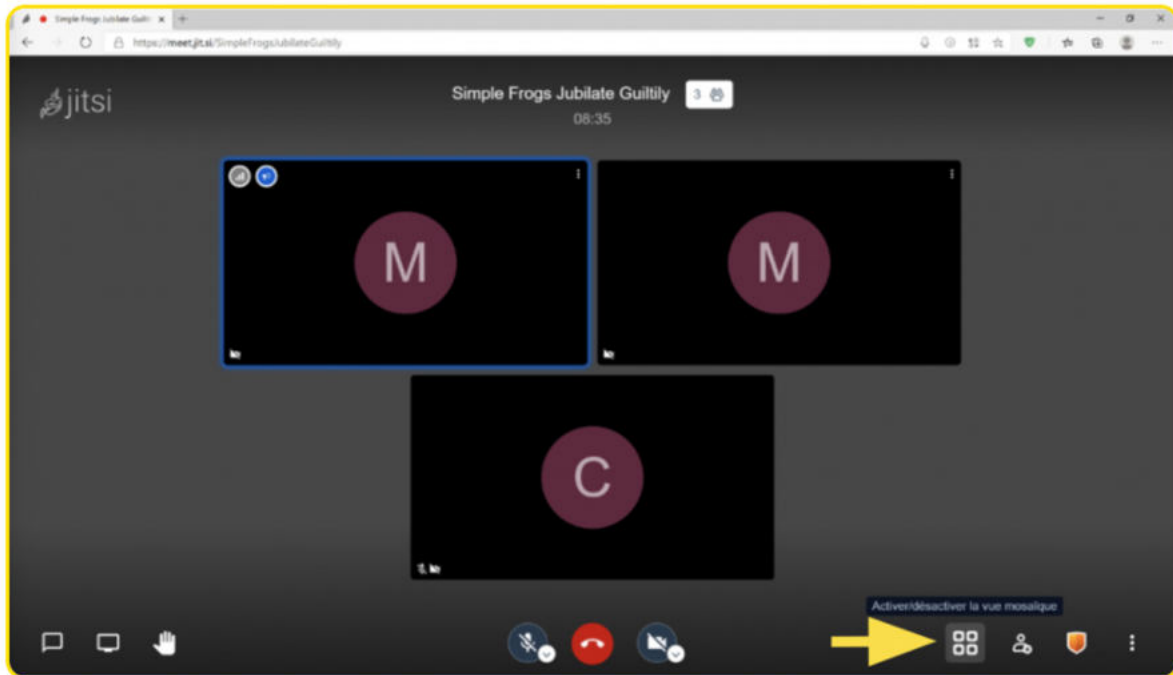 Simple Frogs Jubilate Guilti
https://meet.jit.si/SimpleFrogsJubilateGuiltily
jitsi
Simple Frogs Jubilate Guiltily 3
08:35
M
M
C
Activer/désactiver la vue mosaïque